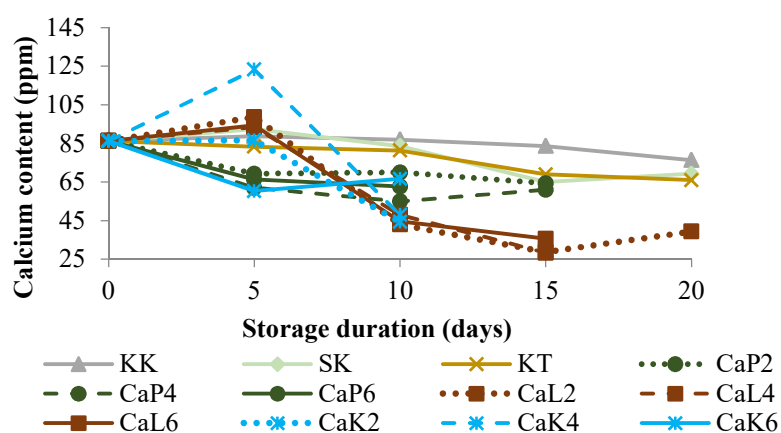 Calcium content (ppm)
145
125
105
85
65
45
25
0 5 10 15 20
Storage duration (days)
KK SK KT CaP2
CaP4 CaP6 CaL2 CaL4
CaL6 CaK2 CaK4 CaK6